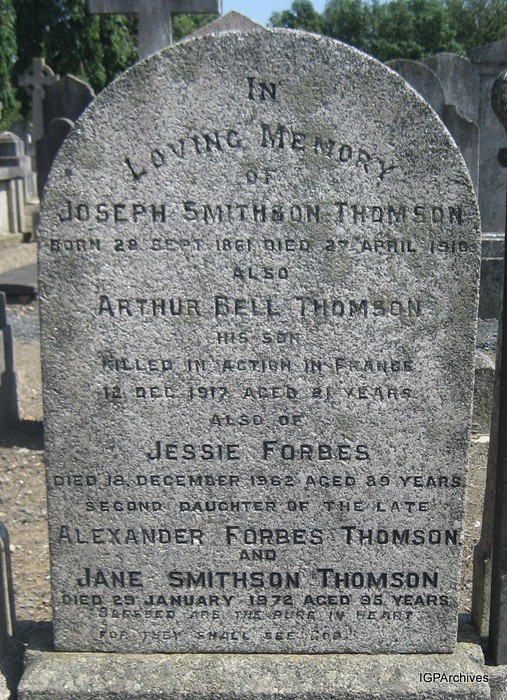 IN
LOVING MEMORY
OF
JOSEPH SMITHSON THOMSON
BORN 28 SEPT 1861 DIED 27 APRIL 1910
ALSO
ARTHUR BELL THOMSON
HIS SON
KILLED IN ACTION IN FRANCE
12 DEC 1917 AGED 21 YEARS
ALSO OF
JESSIE FORBES
DIED 18, DECEMBER 1962 AGED 89 YEARS,
SECOND DAUGHTER OF THE LATE
ALEXANDER FORBES THOMSON
AND
JANE SMITHSON THOMSON
DIED 29 JANUARY 1972 AGED 95 YEARS
BLESSED ARE THE PURE IN HEART
FOR THEY SHALL SEE GOD.
IGPArchives